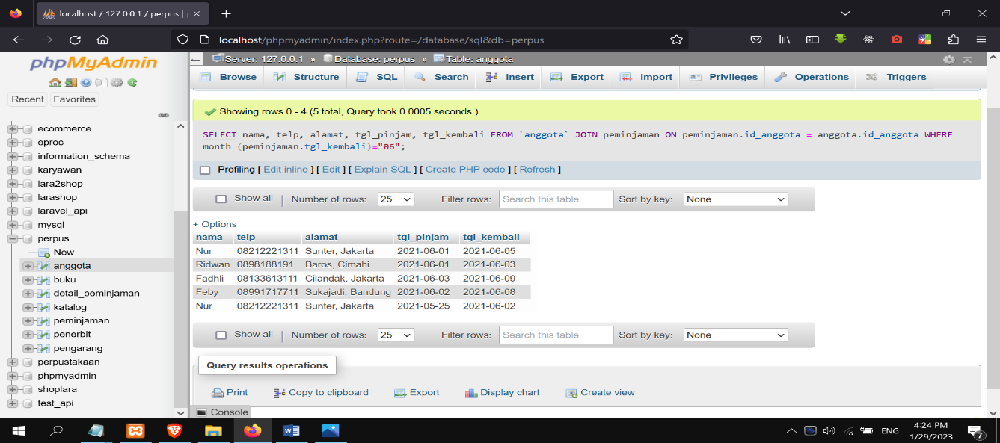 localhost / 127.0.0.1 / perpus | p
localhost/phpmyadmin/index.php?route=/database/sql&db=perpus
phpMyAdmin
Recent Favorites
ecommerce
eproc
information_schema
karyawan
lara2shop
larashop
laravel_api
mysql
perpus
New
anggota
buku
detail_peminjaman
katalog
peminjaman
penerbit
pengarang
perpustakaan
phpmyadmin
shoplara
test_api
Server: 127.0.0.1 » Database: perpus » Table: anggota
Browse Structure SQL Search Insert Export Import Privileges Operations Triggers
Showing rows 0 - 4 (5 total, Query took 0.0005 seconds.)
SELECT nama, telp, alamat, tgl_pinjam, tgl_kembali FROM `anggota` JOIN peminjaman ON peminjaman.id_anggota = anggota.id_anggota WHERE
month (peminjaman.tgl_kembali)="06";
Profiling [ Edit inline ] [ Edit ] [ Explain SQL ] [ Create PHP code ] [ Refresh ]
Show all | Number of rows: 25 Filter rows: Search this table Sort by key: None
+ Options
nama telp alamat tgl_pinjam tgl_kembali
Nur 08212221311 Sunter, Jakarta 2021-06-01 2021-06-05
Ridwan 0898188191 Baros, Cimahi 2021-06-01 2021-06-03
Fadhli 08133613111 Cilandak, Jakarta 2021-06-03 2021-06-09
Feby 08991717711 Sukajadi, Bandung 2021-06-02 2021-06-08
Nur 08212221311 Sunter, Jakarta 2021-05-25 2021-06-02
Show all | Number of rows: 25 Filter rows: Search this table Sort by key: None
Query results operations
Print Copy to clipboard Export Display chart Create view
Console
ENG
4:24 PM
1/29/2023
7